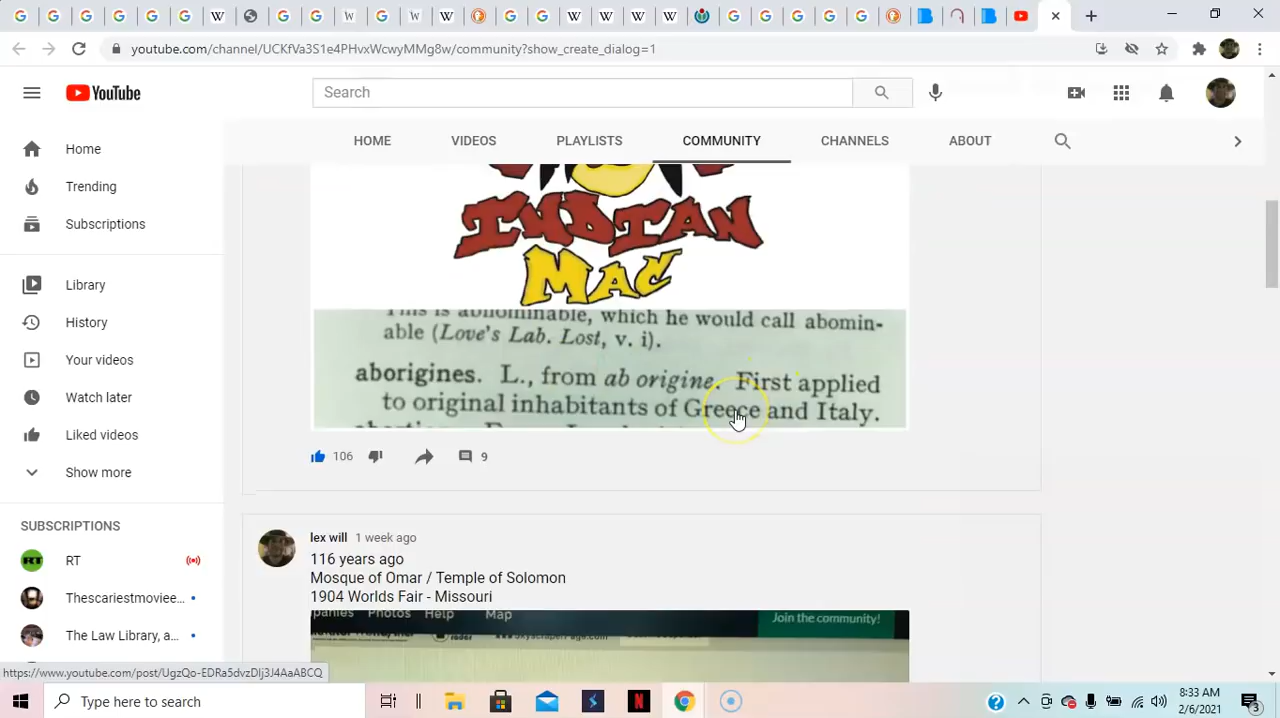 youtube.com/channel/UCKfVa3S1e4PHvxWcwyMMg8w/community?show_create_dialog=1
YouTube
Search
HOME VIDEOS PLAYLISTS COMMUNITY CHANNELS ABOUT
Home
Trending
Subscriptions
Library
History
Your videos
Watch later
Liked videos
Show more
SUBSCRIPTIONS
RT
Thescariestmoviee...
The Law Library, a...
INDIAN
MAC
This is abhominable, which he would call abomin-
able (Love's Lab. Lost, v. i).
aborigines. L., from ab origine. First applied
to original inhabitants of Greece and Italy.
106 9
lex will 1 week ago
116 years ago
Mosque of Omar / Temple of Solomon
1904 Worlds Fair - Missouri
Photos Help Map
Join the community!
https://www.youtube.com/post/UgzQo-EDRa5dvzDlj3J4AaABCQ
Type here to search
8:33 AM
2/6/2021
3